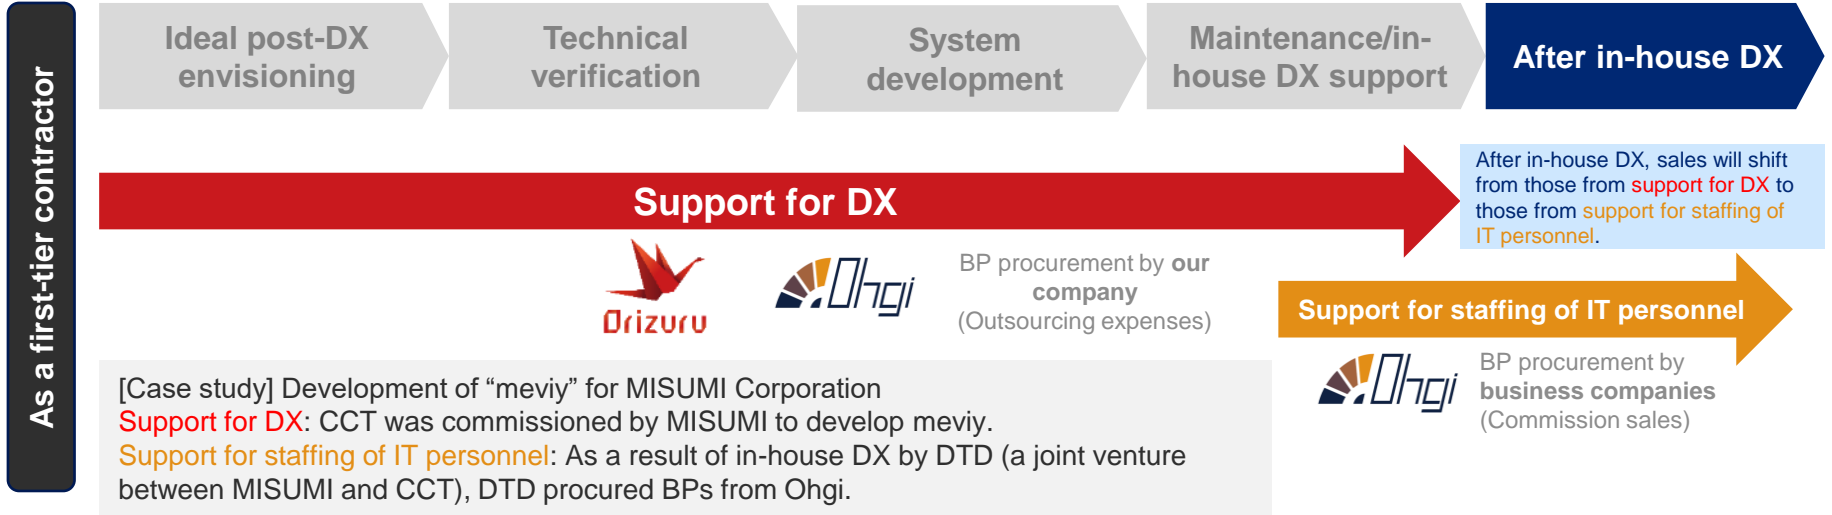 As a first-tier contractor
Ideal post-DX
envisioning
Technical
verification
System
development
Maintenance/in-
house DX support
After in-house DX
Support for DX
After in-house DX, sales will shift
from those from support for DX to
those from support for staffing of
IT personnel.
Orizuru
Ohgi
BP procurement by our
company
(Outsourcing expenses)
Support for staffing of IT personnel
Ohgi
BP procurement by
business companies
(Commission sales)
[Case study] Development of “meviy” for MISUMI Corporation
Support for DX: CCT was commissioned by MISUMI to develop meviy.
Support for staffing of IT personnel: As a result of in-house DX by DTD (a joint venture
between MISUMI and CCT), DTD procured BPs from Ohgi.